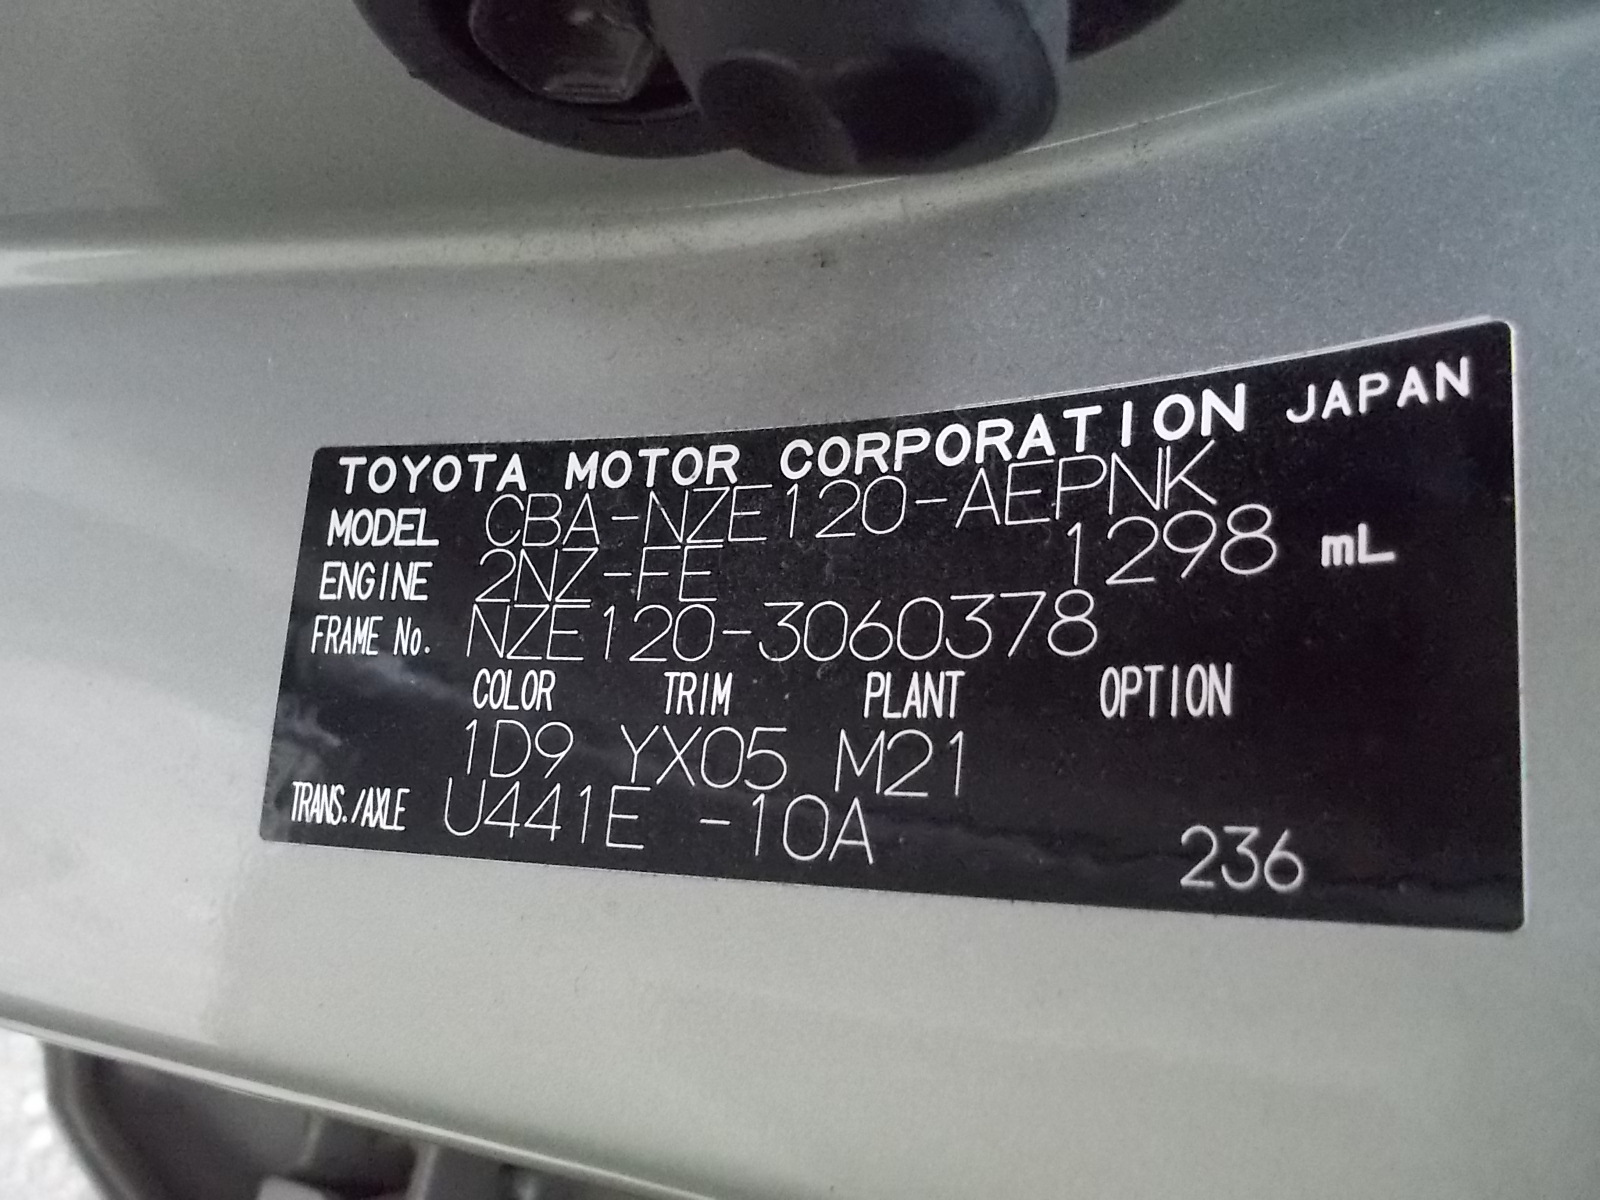 TOYOTA MOTOR CORPORATION JAPAN
MODEL CBA-NZE120-AEPNK
ENGINE 2NZ-FE 1298 mL
FRAME No. NZE120-3060378
COLOR TRIM PLANT OPTION
1D9 YX05 M21
TRANS./AXLE U441E -10A
236